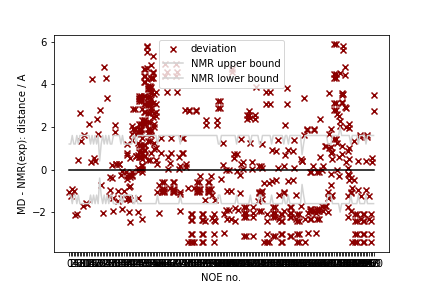 deviation
NMR upper bound
NMR lower bound
MD - NMR(exp): distance / A
6
4
2
0
−2
NOE no.